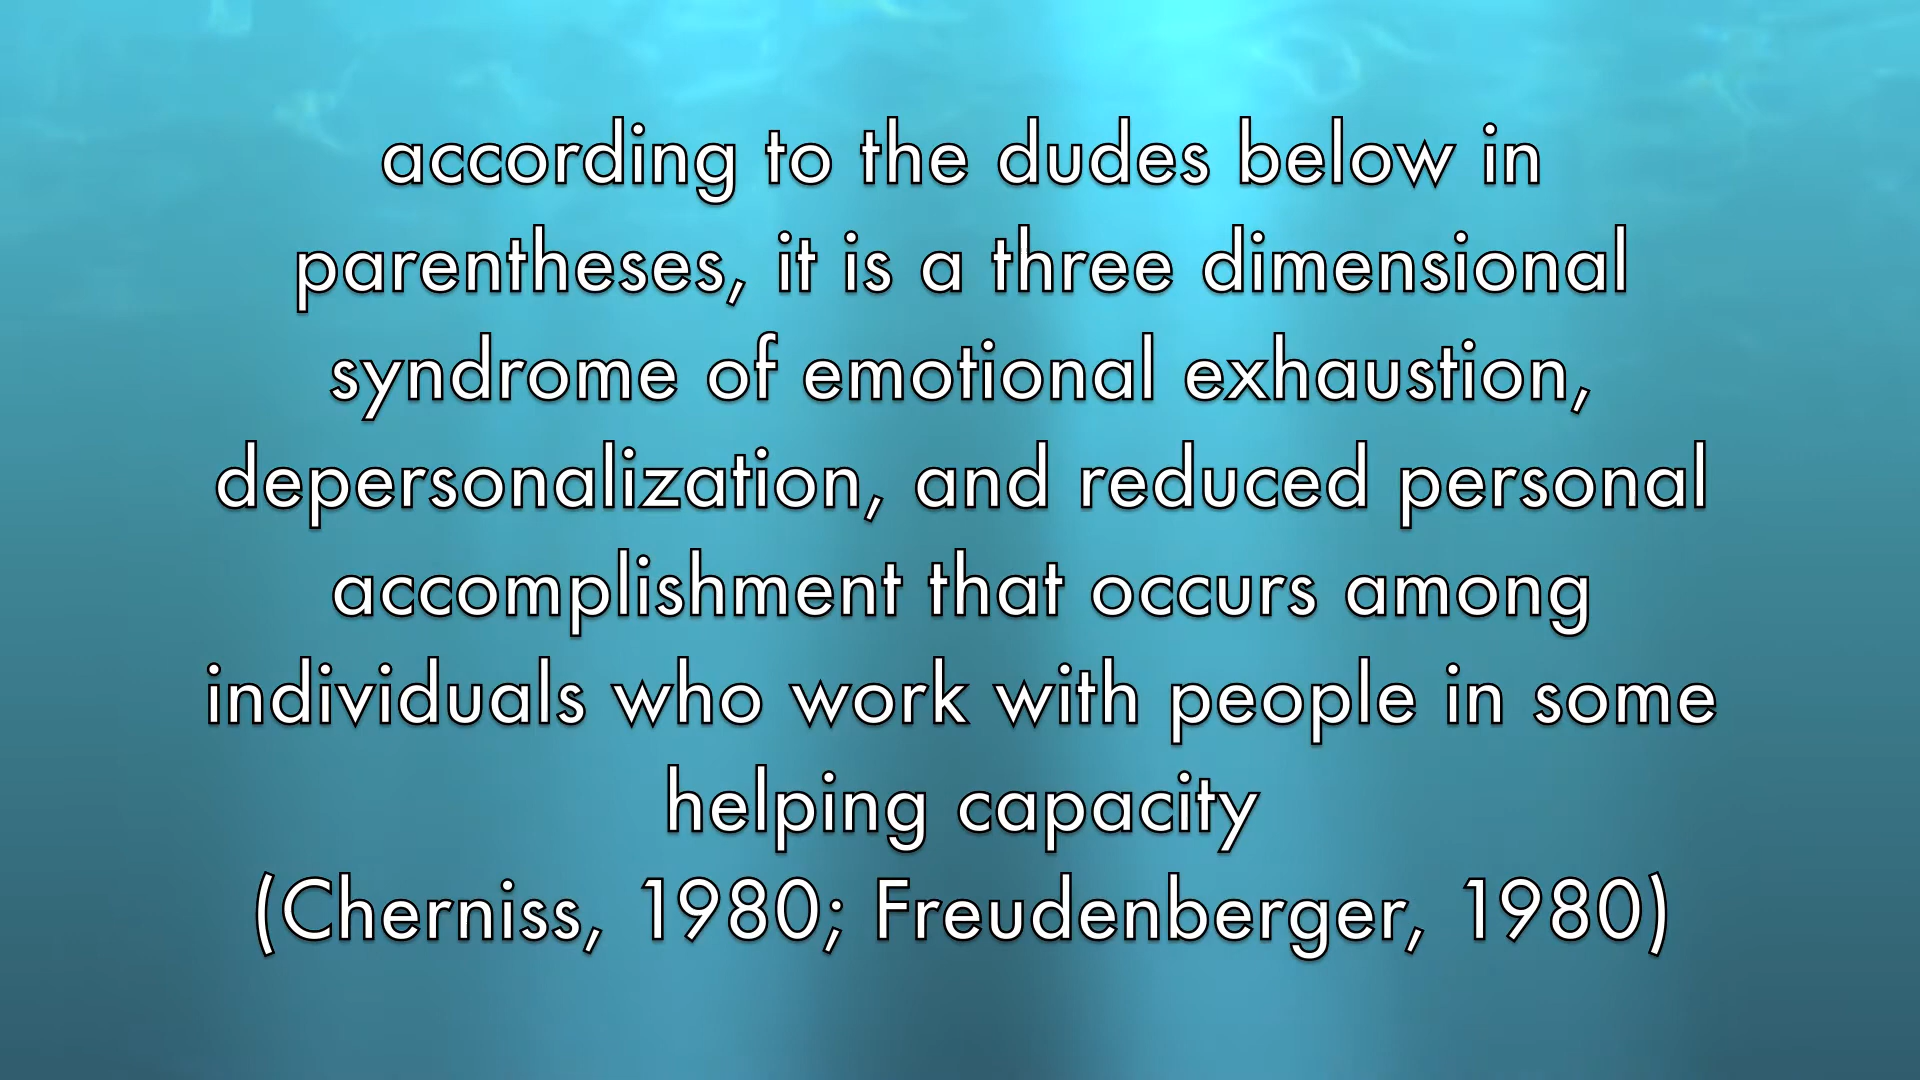 according to the dudes below in
parentheses, it is a three dimensional
syndrome of emotional exhaustion,
depersonalization, and reduced personal
accomplishment that occurs among
individuals who work with people in some
helping capacity
(Cherniss, 1980; Freudenberger, 1980)